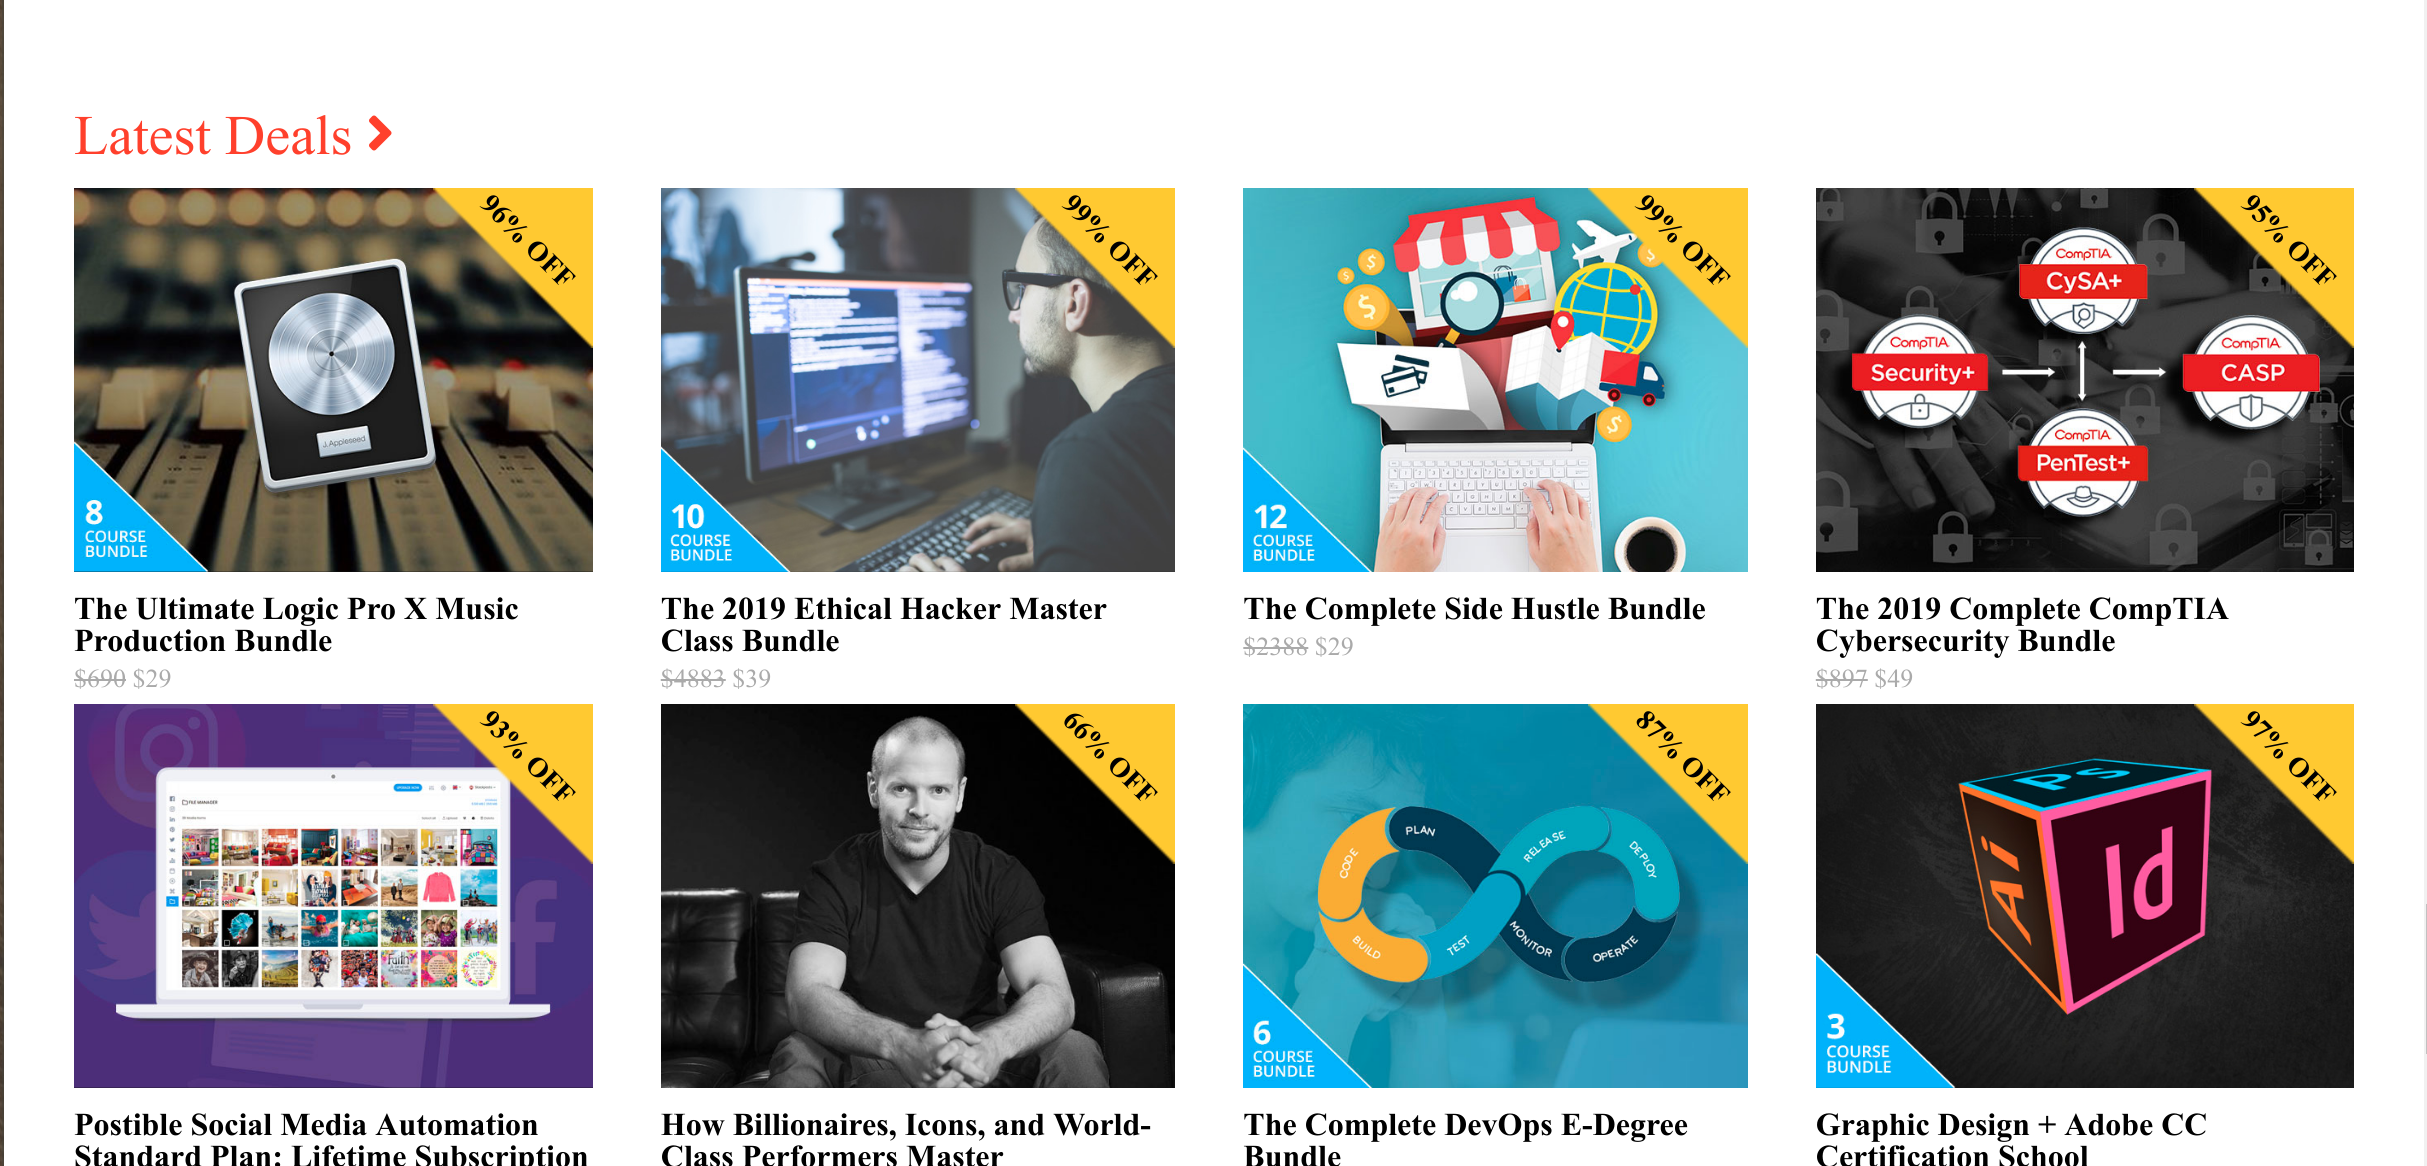 Latest Deals
96% OFF
J. Appleseed
8
COURSE
BUNDLE
99% OFF
10
COURSE
BUNDLE
99% OFF
12
COURSE
BUNDLE
95% OFF
CompTIA
CySA+
CompTIA
Security+
CompTIA
CASP
CompTIA
PenTest+
The Ultimate Logic Pro X Music
Production Bundle
$690 $29
The 2019 Ethical Hacker Master
Class Bundle
$4883 $39
The Complete Side Hustle Bundle
$2388 $29
The 2019 Complete CompTIA
Cybersecurity Bundle
$897 $49
93% OFF
FILE MANAGER
66% OFF
87% OFF
PLAN
CODE
BUILD
TEST
RELEASE
DEPLOY
MONITOR
OPERATE
6
COURSE
BUNDLE
97% OFF
Ps
Ai
Id
3
COURSE
BUNDLE
Postible Social Media Automation
Standard Plan: Lifetime Subscription
How Billionaires, Icons, and World-
Class Performers Master
The Complete DevOps E-Degree
Bundle
Graphic Design + Adobe CC
Certification School